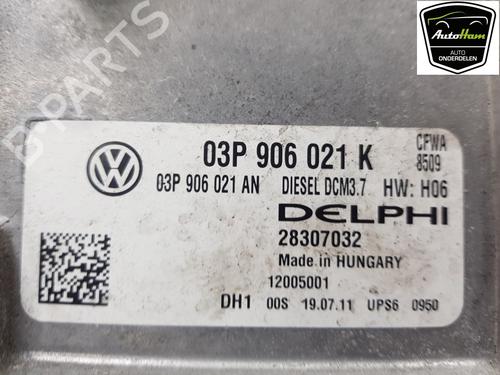 AutoHam
AUTO
ONDERDELEN
B-PARTS
03P 906 021 K
CFWA
8509
03P 906 021 AN DIESEL DCM3.7 HW: H06
DELPHI
28307032
Made in HUNGARY
12005001
DH1 00S 19.07.11 UPS6 0950